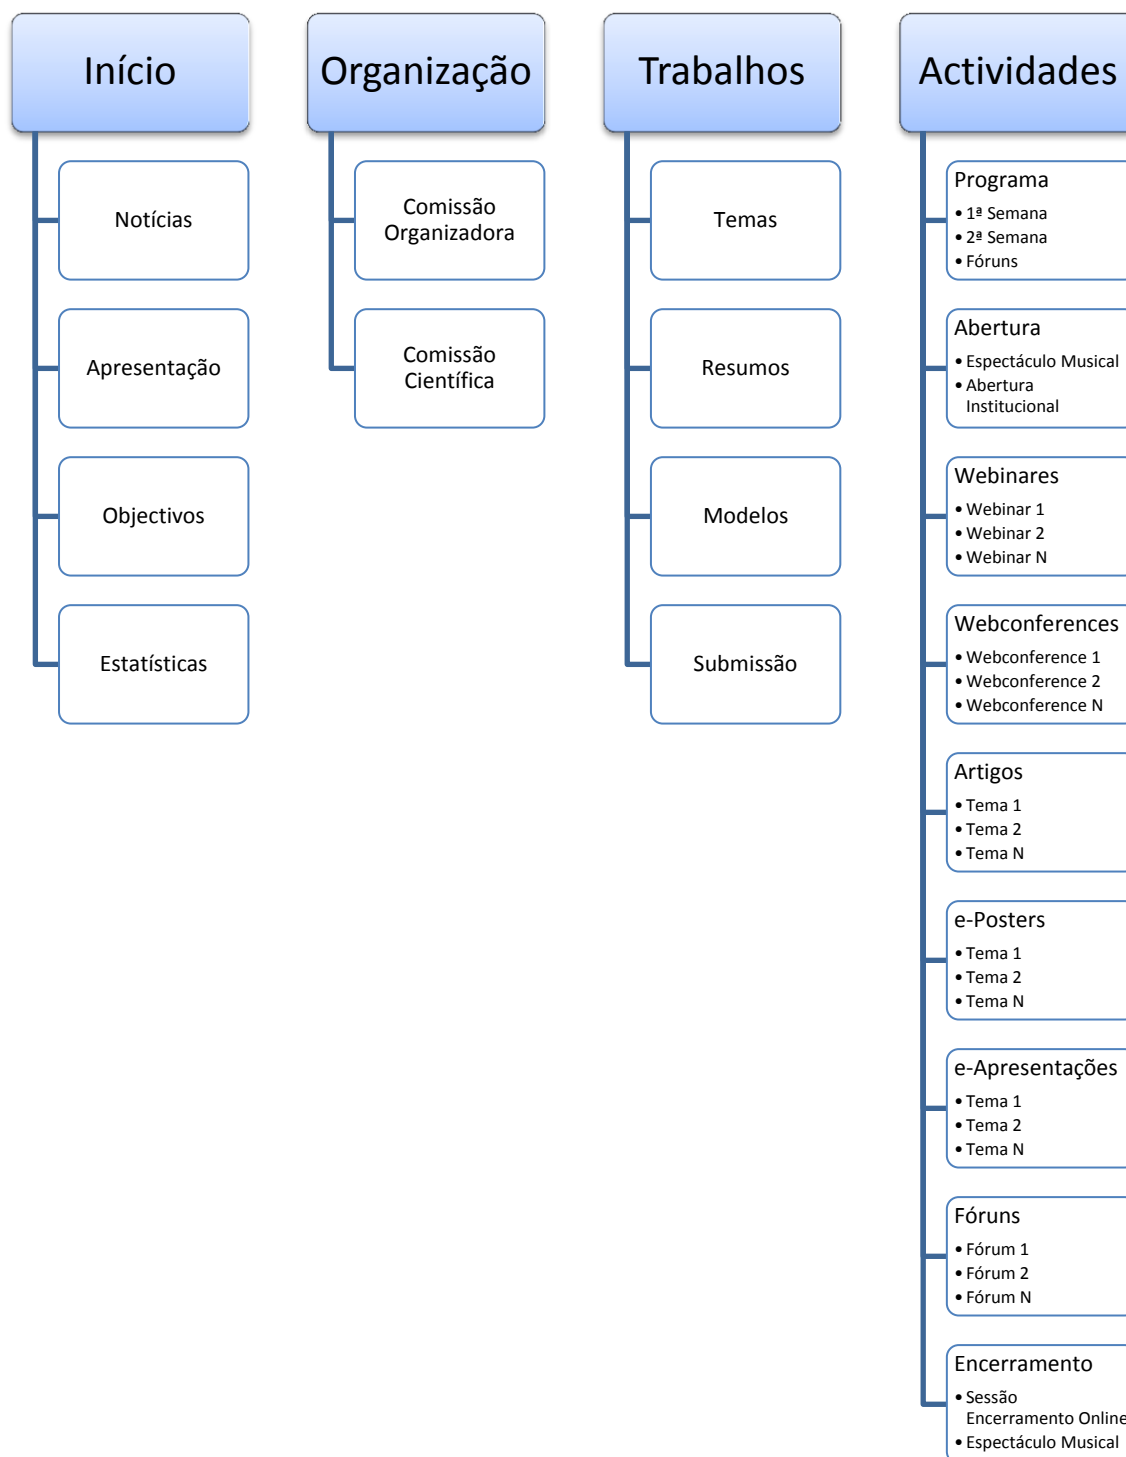 Início
Notícias
Apresentação
Objectivos
Estatísticas
Organização
Comissão
Organizadora
Comissão
Científica
Trabalhos
Temas
Resumos
Modelos
Submissão
Actividades
Programa
• 1ª Semana
• 2ª Semana
• Fóruns
Abertura
• Espectáculo Musical
• Abertura
Institucional
Webinares
• Webinar 1
• Webinar 2
• Webinar N
Webconferences
• Webconference 1
• Webconference 2
• Webconference N
Artigos
• Tema 1
• Tema 2
• Tema N
e-Posters
• Tema 1
• Tema 2
• Tema N
e-Apresentações
• Tema 1
• Tema 2
• Tema N
Fóruns
• Fórum 1
• Fórum 2
• Fórum N
Encerramento
• Sessão
Encerramento Online
• Espectáculo Musical